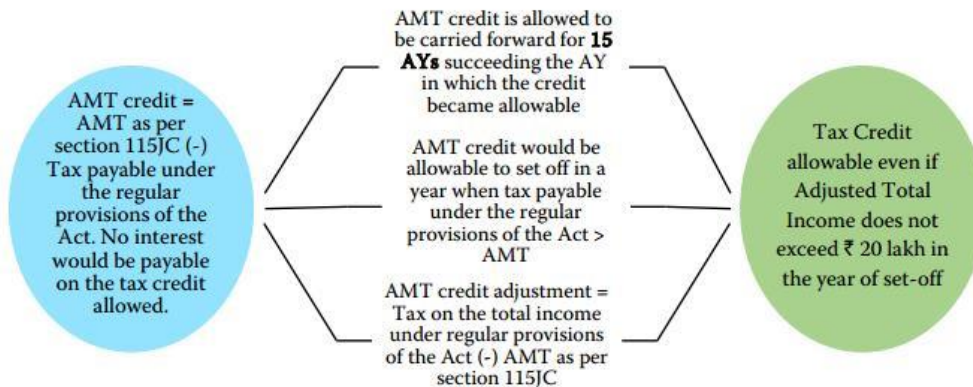 AMT credit =
AMT as per
section 115JC (-)
Tax payable under
the regular
provisions of the
Act. No interest
would be payable
on the tax credit
allowed.
AMT credit is allowed to
be carried forward for 15
AYs succeeding the AY
in which the credit
became allowable
AMT credit would be
allowable to set off in a
year when tax payable
under the regular
provisions of the Act >
AMT
AMT credit adjustment =
Tax on the total income
under regular provisions
of the Act (-) AMT as per
section 115JC
Tax Credit
allowable even if
Adjusted Total
Income does not
exceed ₹ 20 lakh in
the year of set-off